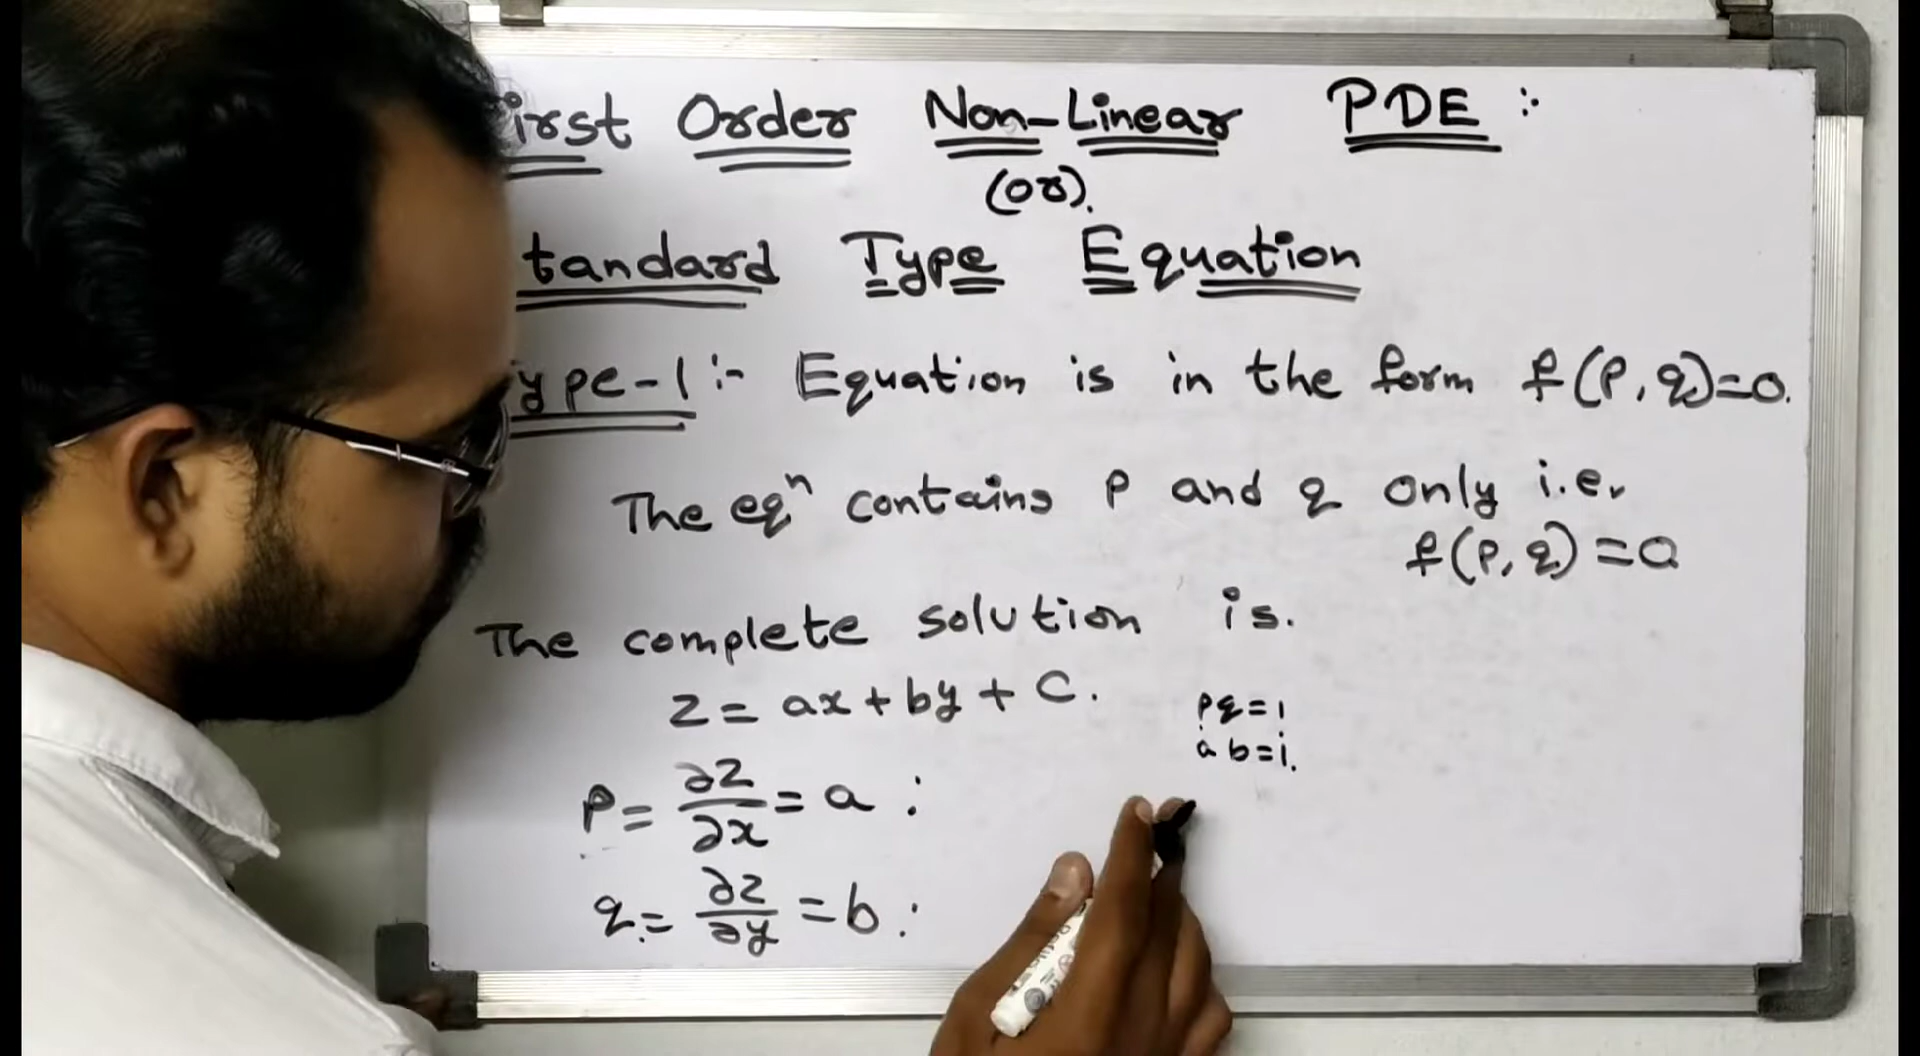 irst Order Non-Linear PDE :-
(or).
tandard Type Equation
ype-1 :- Equation is in the form f(p,q)=0.
The eqⁿ contains p and q only i.e.
f(p,q)=0
The complete solution is.
z = ax + by + c.
pq=1
ab=1.
p = ∂z/∂x = a :
q = ∂z/∂y = b :